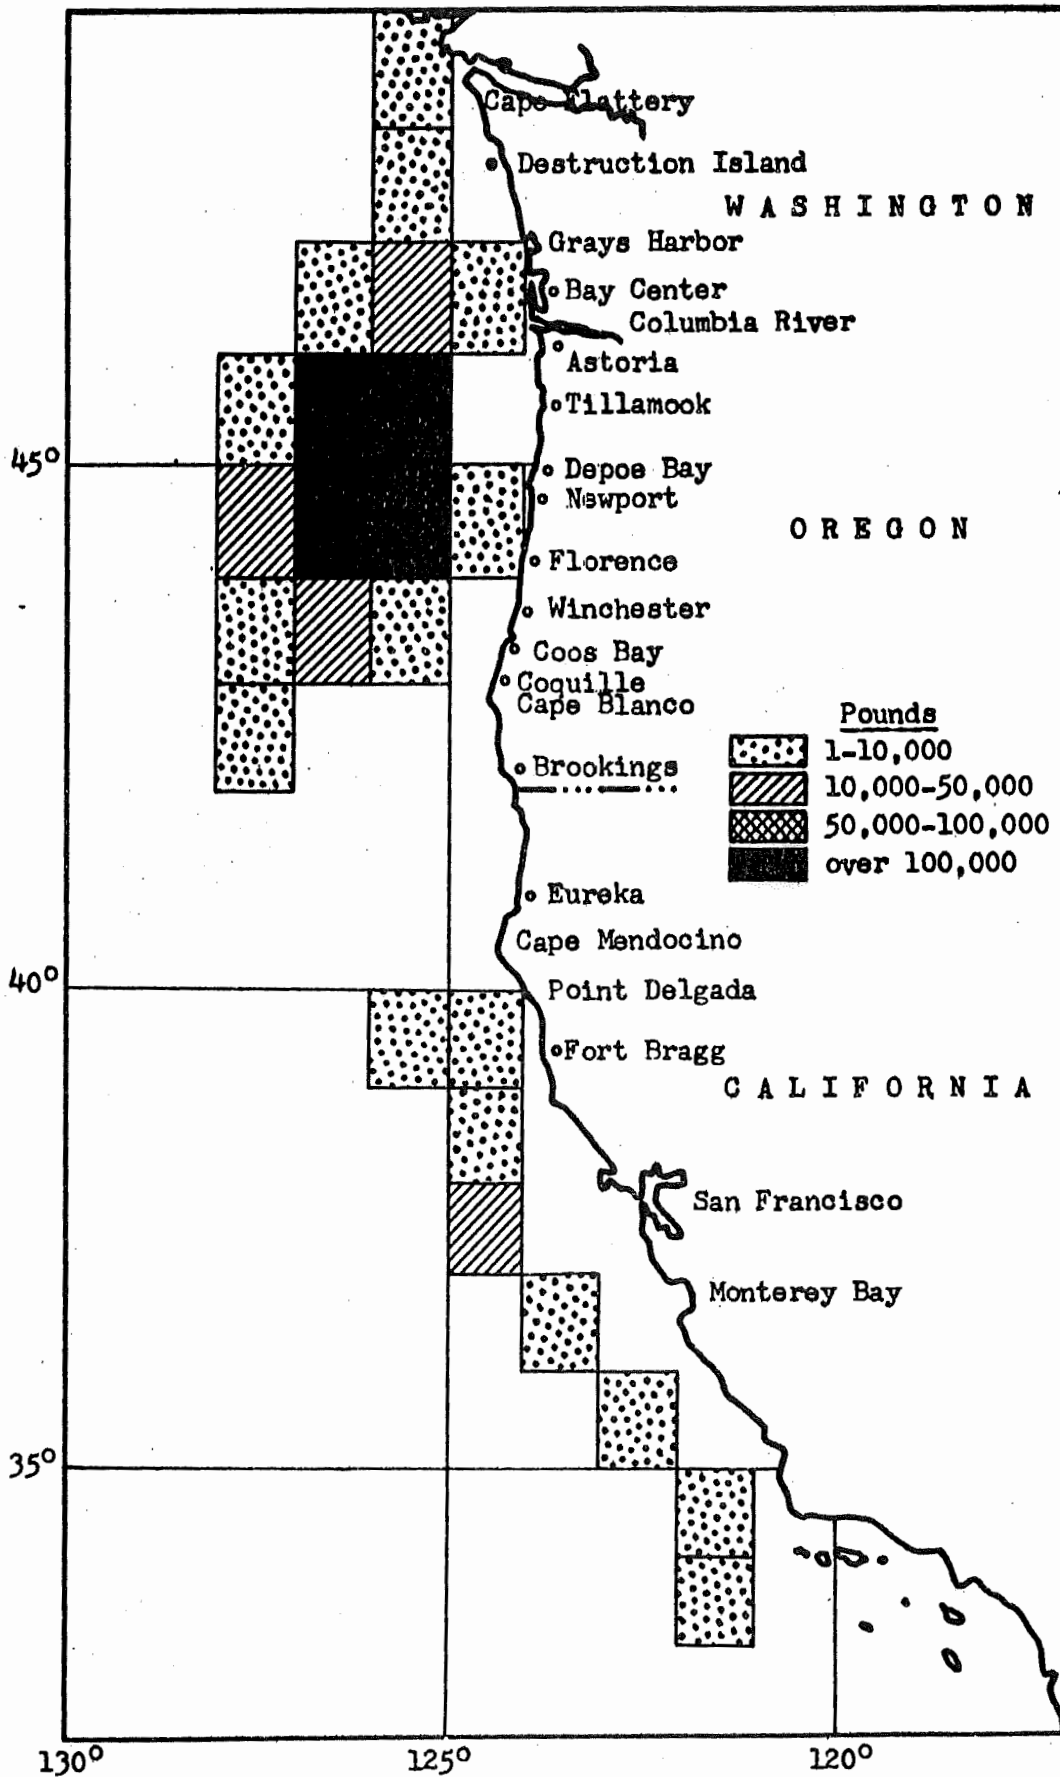 Cape Flattery
Destruction Island
WASHINGTON
Grays Harbor
Bay Center
Columbia River
Astoria
Tillamook
45°
Depoe Bay
Newport
OREGON
Florence
Winchester
Coos Bay
Coquille
Cape Blanco
Pounds
1-10,000
Brookings
10,000-50,000
50,000-100,000
over 100,000
Eureka
Cape Mendocino
40°
Point Delgada
Fort Bragg
CALIFORNIA
San Francisco
Monterey Bay
35°
130°
125°
120°